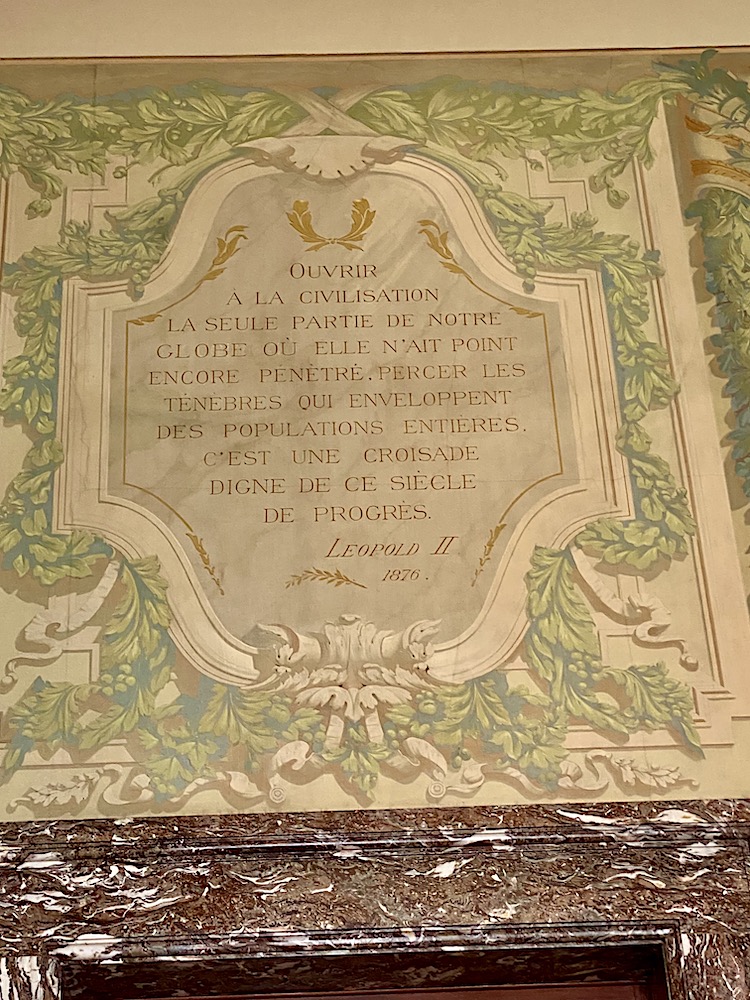 OUVRIR
À LA CIVILISATION
LA SEULE PARTIE DE NOTRE
GLOBE OÙ ELLE N'AIT POINT
ENCORE PÉNÉTRÉ, PERCER LES
TÉNÈBRES QUI ENVELOPPENT
DES POPULATIONS ENTIÈRES.
C'EST UNE CROISADE
DIGNE DE CE SIÈCLE
DE PROGRÈS.
LEOPOLD II
1876.